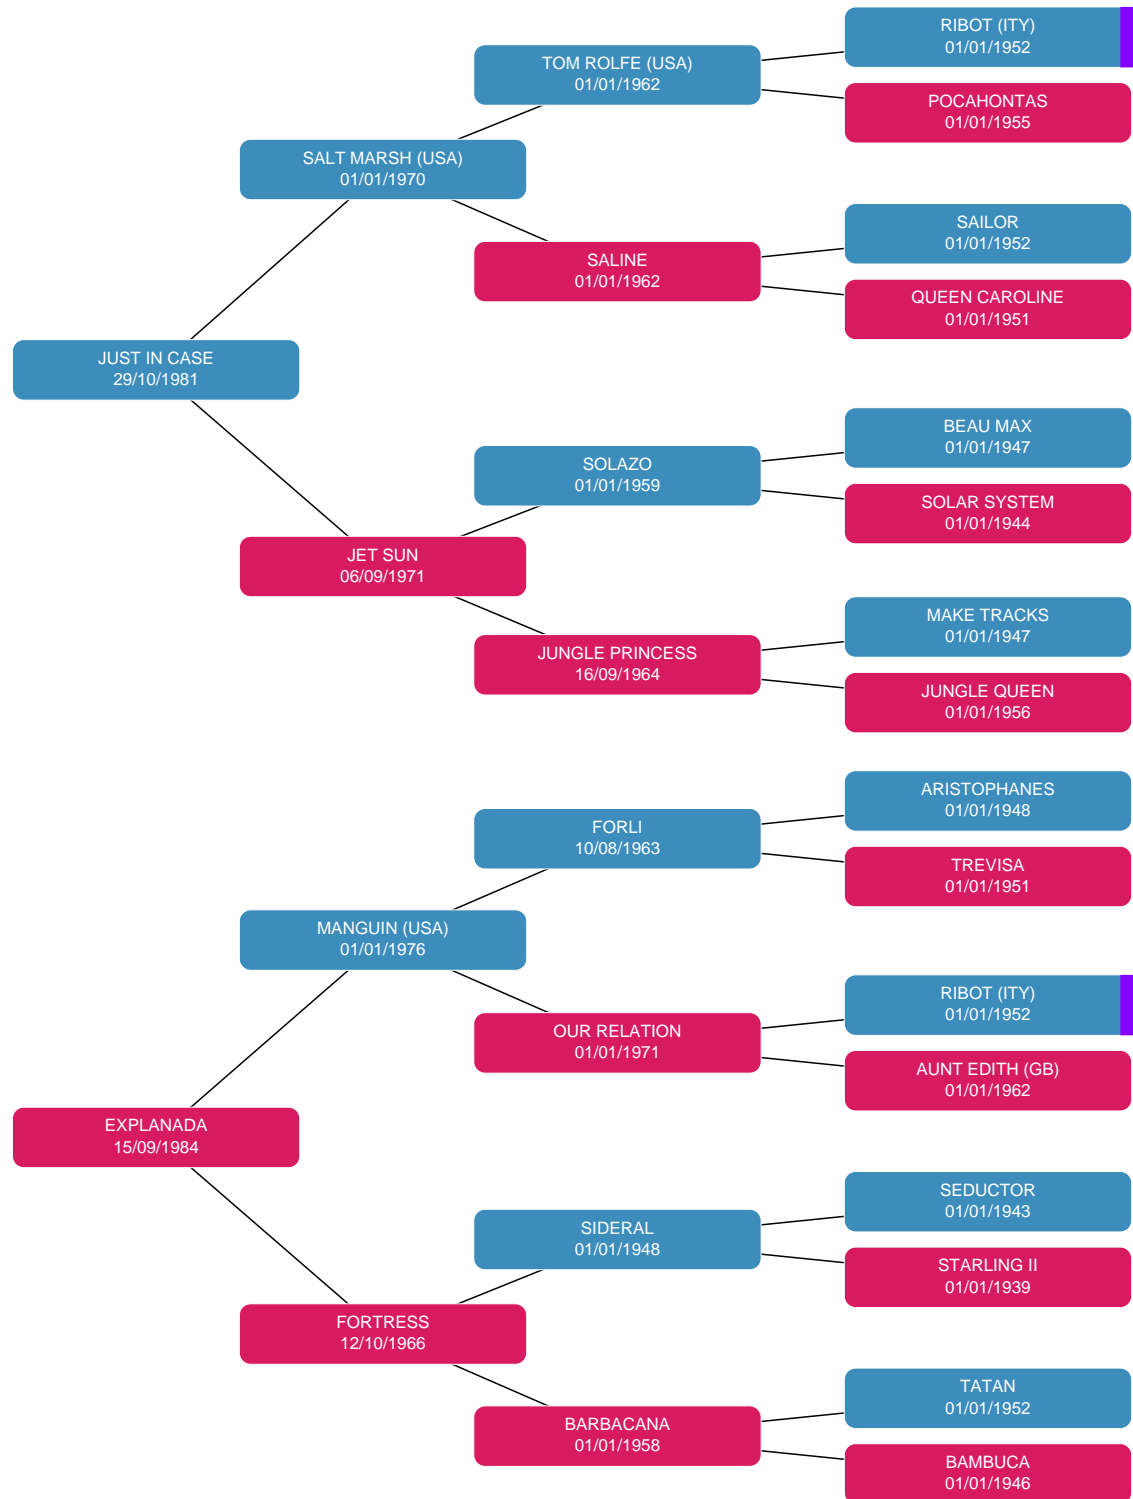 RIBOT (ITY)
01/01/1952
TOM ROLFE (USA)
01/01/1962
POCAHONTAS
01/01/1955
SALT MARSH (USA)
01/01/1970
SAILOR
01/01/1952
SALINE
01/01/1962
QUEEN CAROLINE
01/01/1951
JUST IN CASE
29/10/1981
BEAU MAX
01/01/1947
SOLAZO
01/01/1959
SOLAR SYSTEM
01/01/1944
JET SUN
06/09/1971
MAKE TRACKS
01/01/1947
JUNGLE PRINCESS
16/09/1964
JUNGLE QUEEN
01/01/1956
ARISTOPHANES
01/01/1948
FORLI
10/08/1963
TREVISA
01/01/1951
MANGUIN (USA)
01/01/1976
RIBOT (ITY)
01/01/1952
OUR RELATION
01/01/1971
AUNT EDITH (GB)
01/01/1962
EXPLANADA
15/09/1984
SEDUCTOR
01/01/1943
SIDERAL
01/01/1948
STARLING II
01/01/1939
FORTRESS
12/10/1966
TATAN
01/01/1952
BARBACANA
01/01/1958
BAMBUCA
01/01/1946